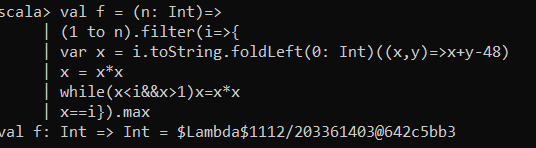 scala> val f = (n: Int)=>
| (1 to n).filter(i=>{
| var x = i.toString.foldLeft(0: Int)((x,y)=>x+y-48)
| x = x*x
| while(x<i&&x>1)x=x*x
| x==i}).max
val f: Int => Int = $Lambda$1112/203361403@642c5bb3